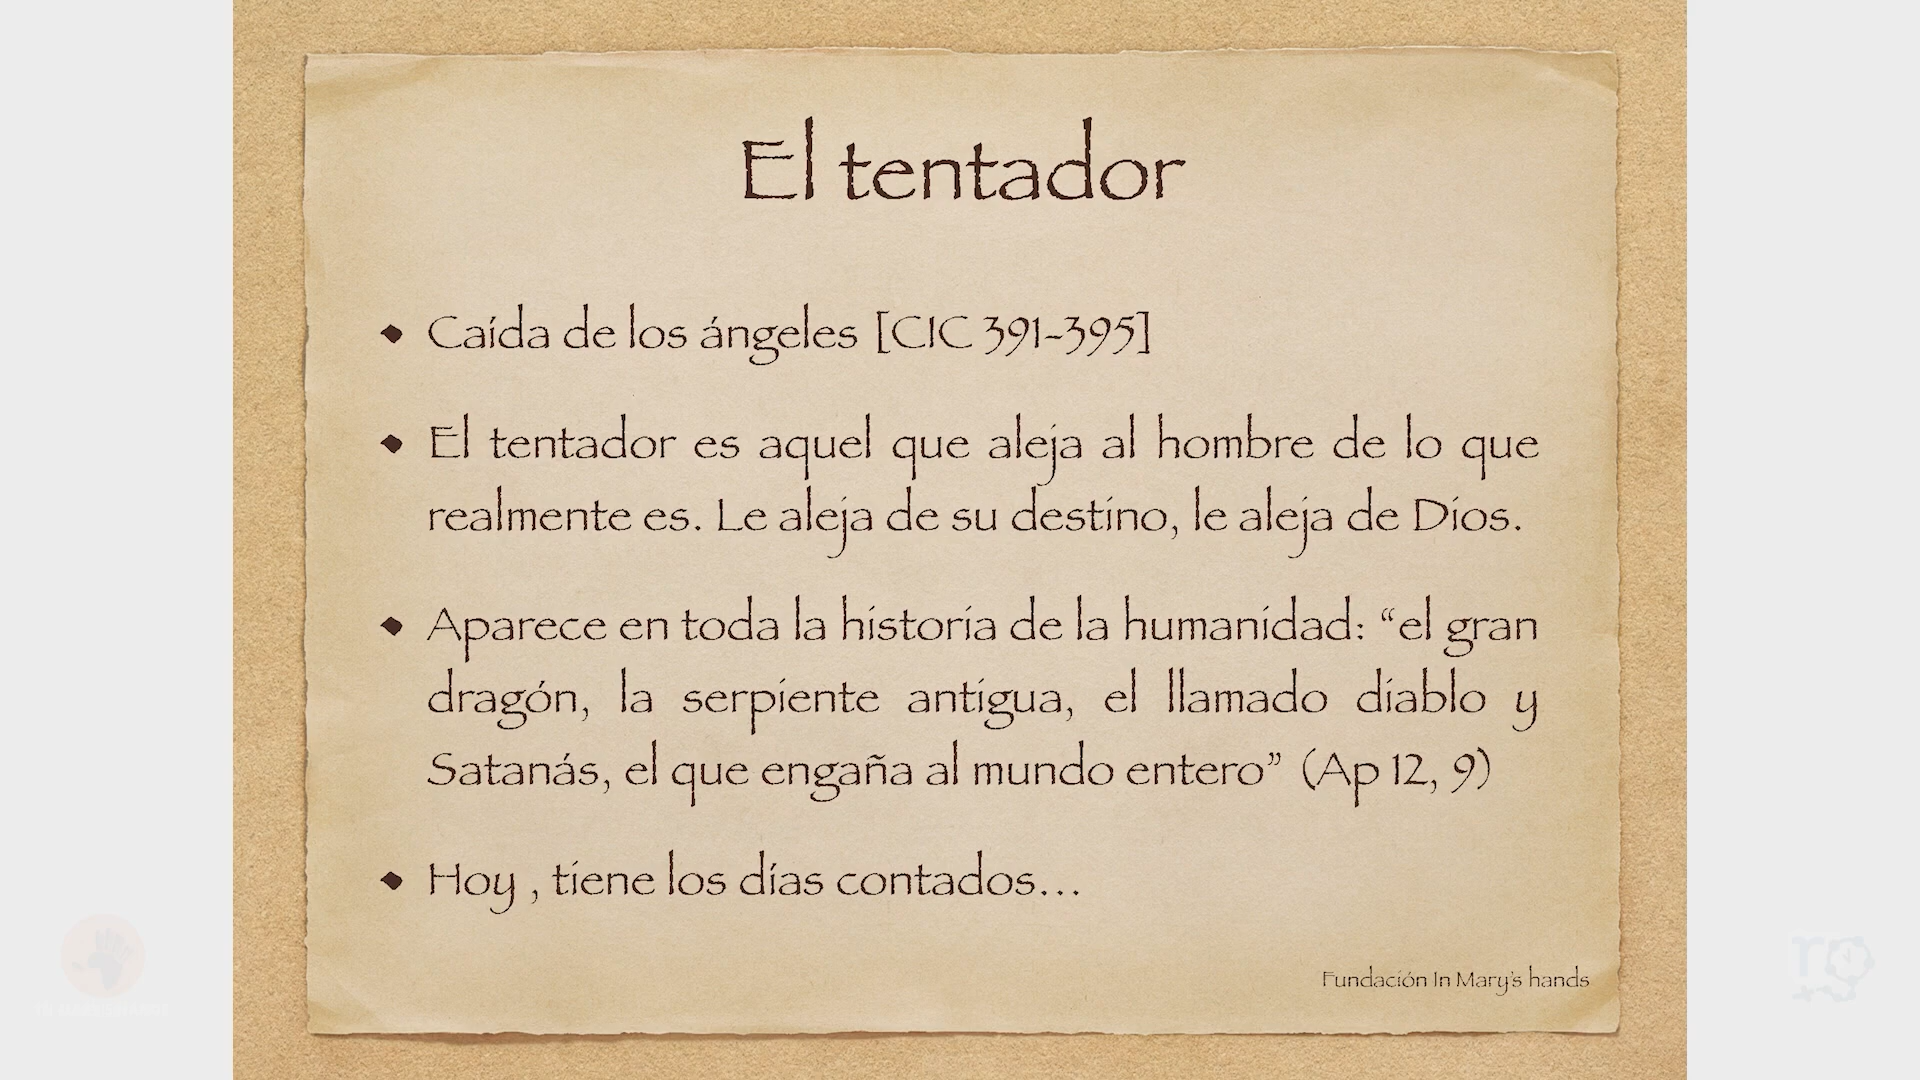 El tentador
• Caída de los ángeles [CIC 391-395]
• El tentador es aquel que aleja al hombre de lo que
realmente es. Le aleja de su destino, le aleja de Dios.
• Aparece en toda la historia de la humanidad: “el gran
dragón, la serpiente antigua, el llamado diablo y
Satanás, el que engaña al mundo entero” (Ap 12, 9)
• Hoy , tiene los días contados…
Fundación In Mary's hands